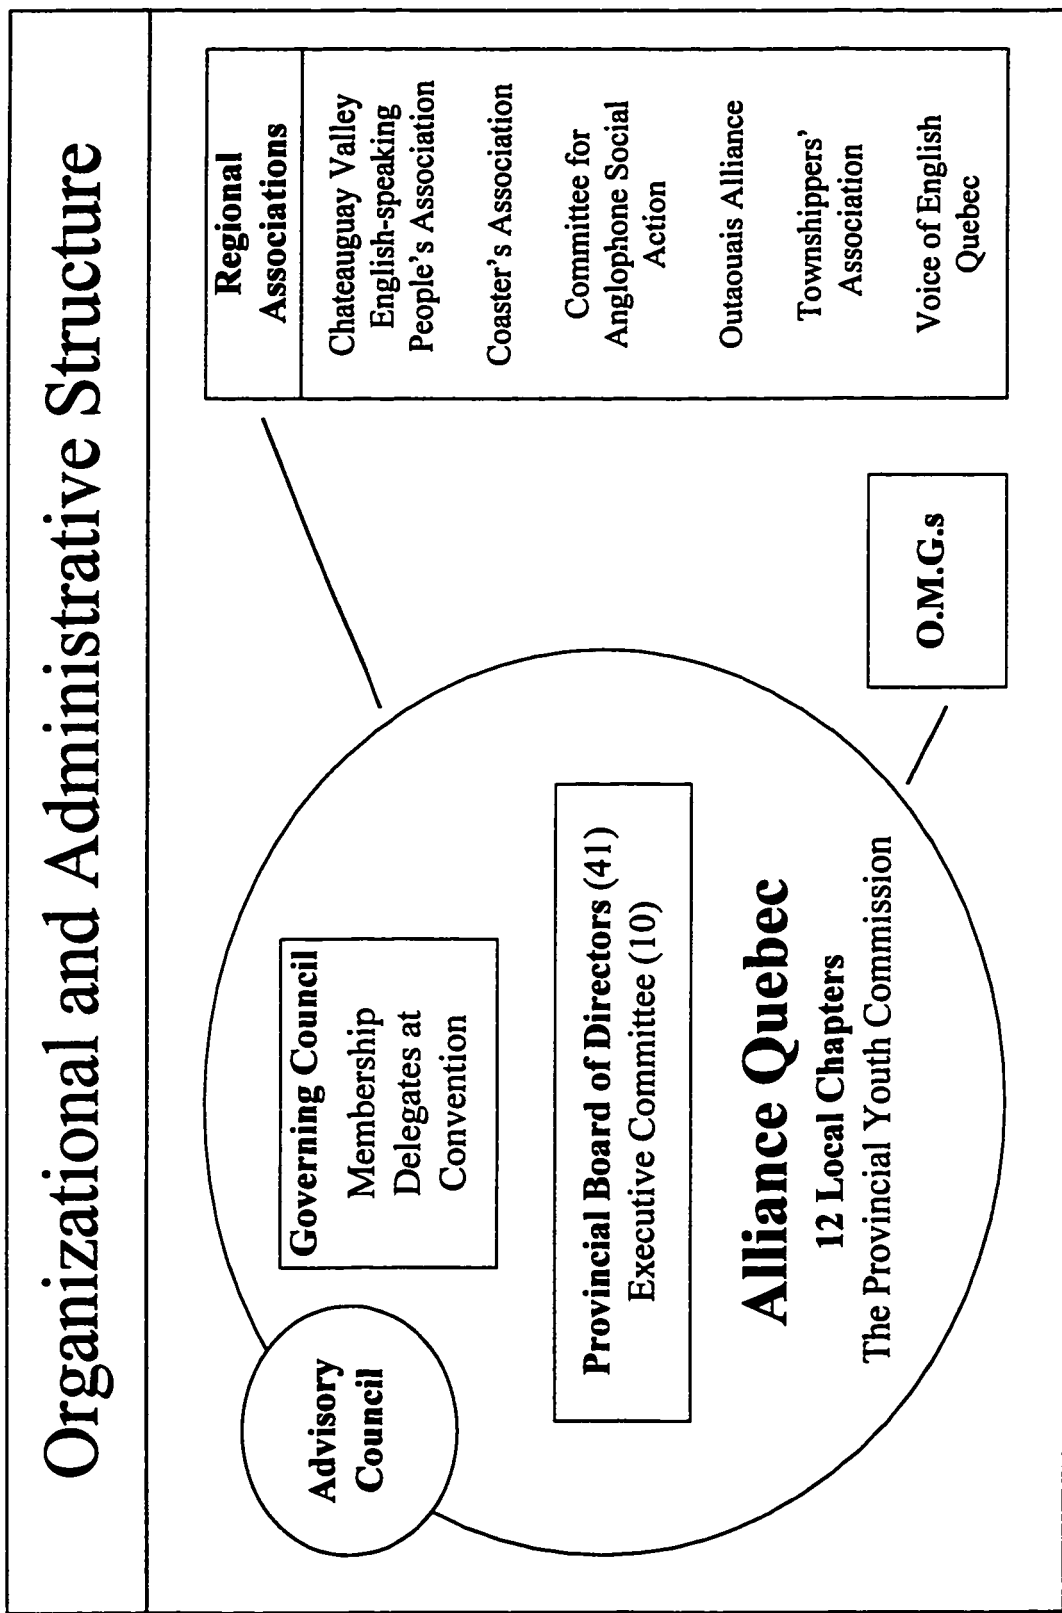 Organizational and Administrative Structure
Advisory
Council
Governing Council
Membership
Delegates at
Convention
Provincial Board of Directors (41)
Executive Committee (10)
Alliance Quebec
12 Local Chapters
The Provincial Youth Commission
O.M.G.s
Regional
Associations
Chateauguay Valley
English-speaking
People's Association
Coaster's Association
Committee for
Anglophone Social
Action
Outaouais Alliance
Townshippers'
Association
Voice of English
Quebec